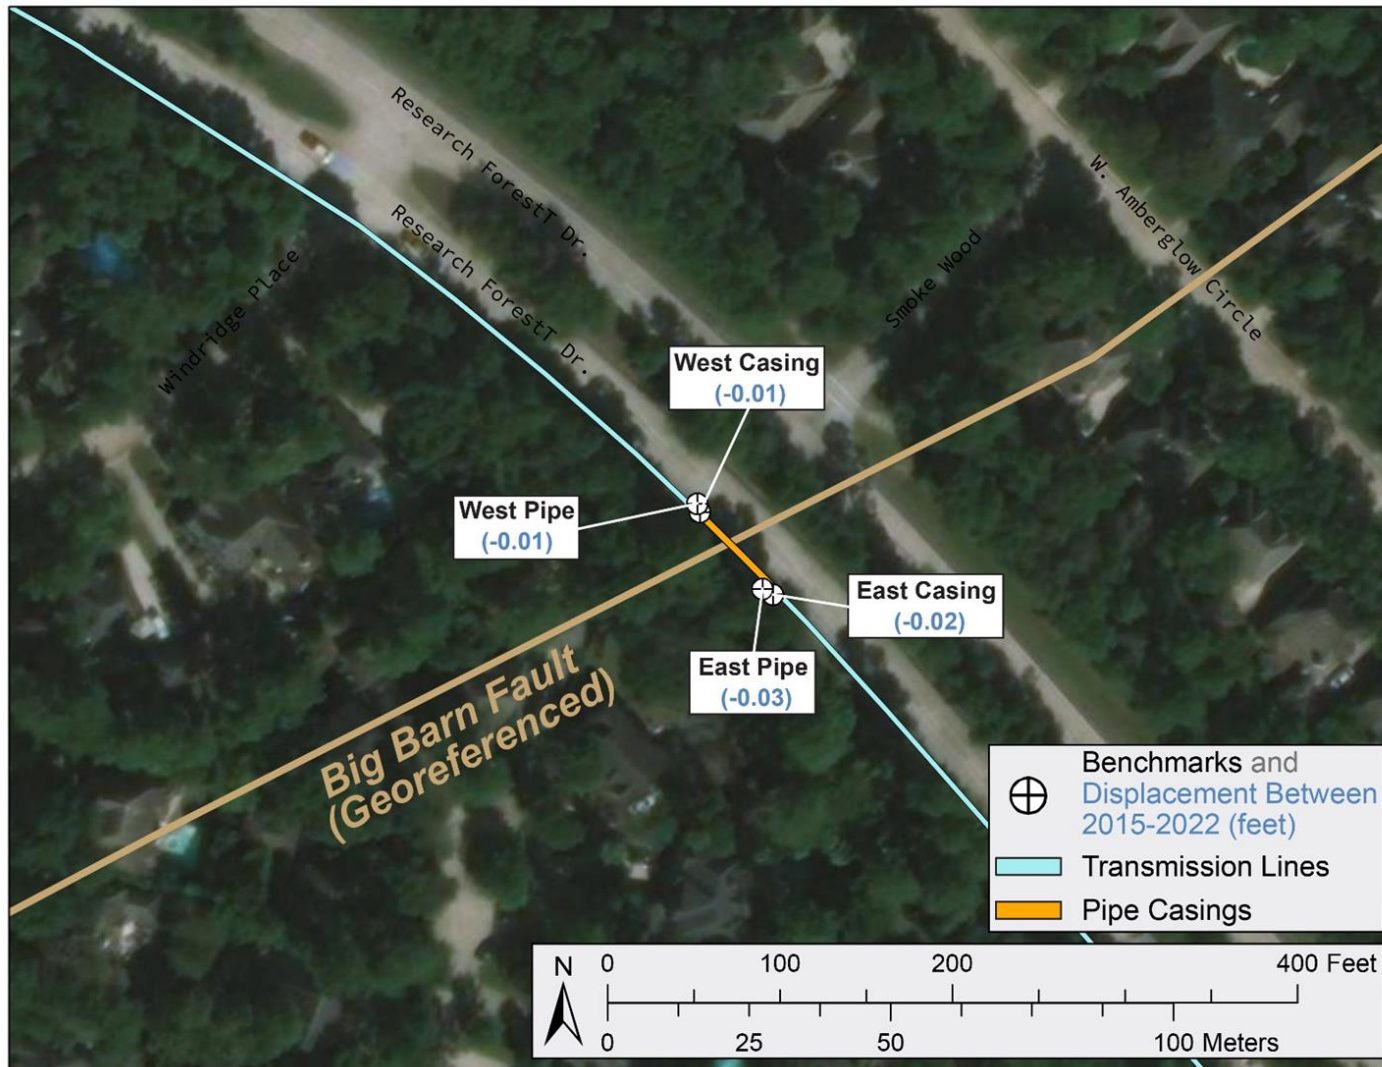 Research ForestT Dr.
W. Amberglow Circle
Research ForestT Dr.
Windridge Place
Smoke Wood
West Casing
(-0.01)
West Pipe
(-0.01)
East Casing
(-0.02)
East Pipe
(-0.03)
Big Barn Fault
(Georeferenced)
Benchmarks and
Displacement Between
2015-2022 (feet)
Transmission Lines
Pipe Casings
N
0 100 200 400 Feet
0 25 50 100 Meters